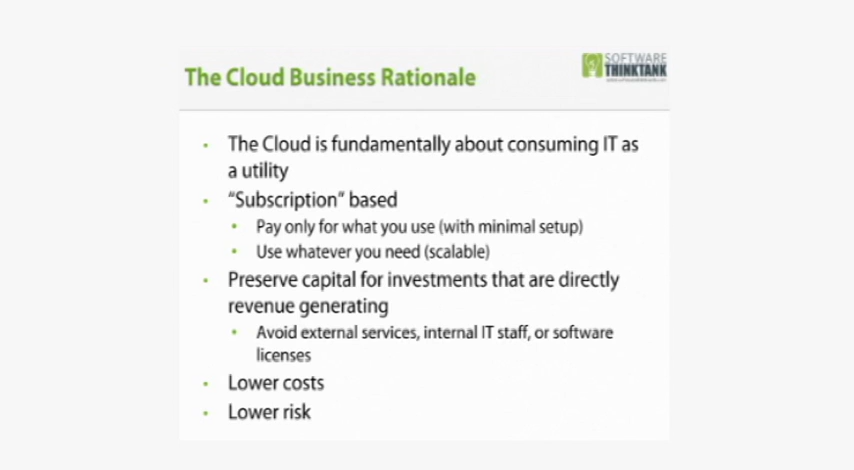 The Cloud Business Rationale
SOFTWARE
THINKTANK
• The Cloud is fundamentally about consuming IT as
a utility
• “Subscription” based
• Pay only for what you use (with minimal setup)
• Use whatever you need (scalable)
• Preserve capital for investments that are directly
revenue generating
• Avoid external services, internal IT staff, or software
licenses
• Lower costs
• Lower risk